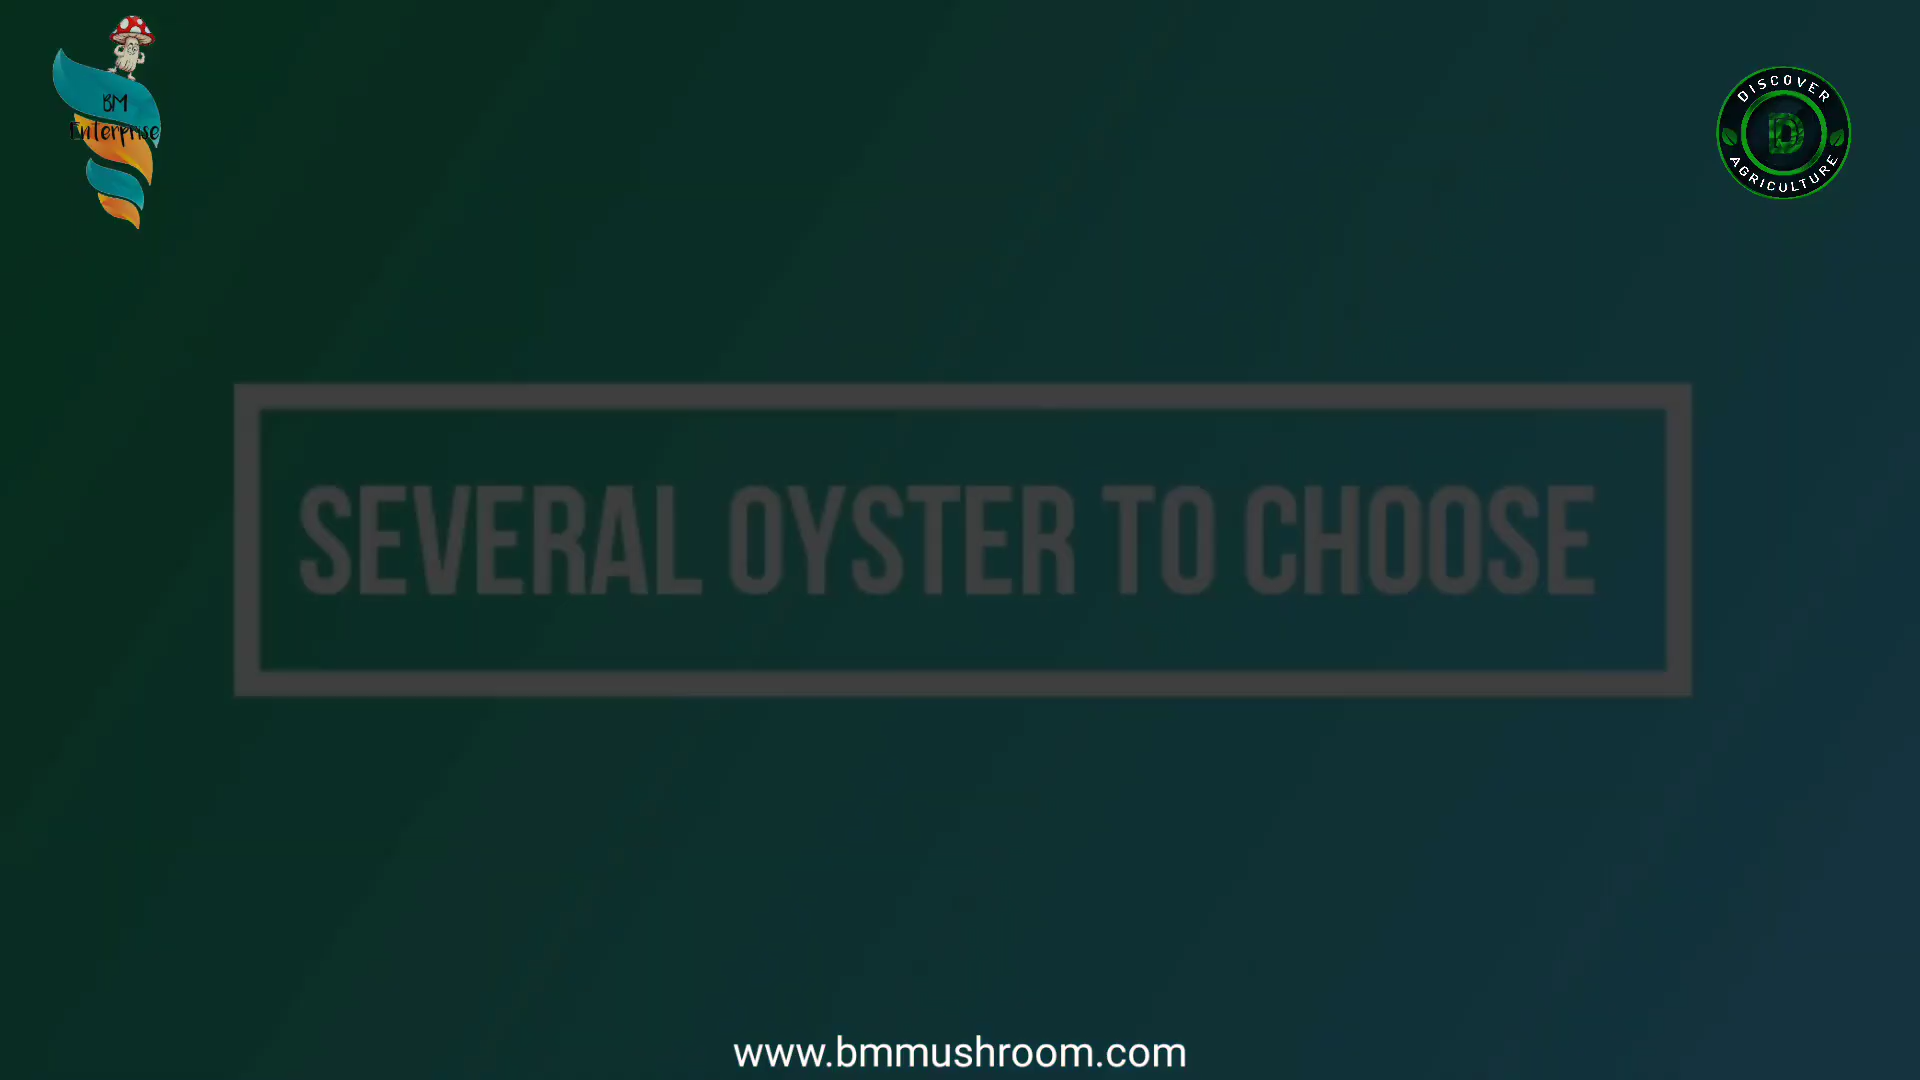 BM
Enterprise
DISCOVER
D
AGRICULTURE
SEVERAL OYSTER TO CHOOSE
www.bmmushroom.com